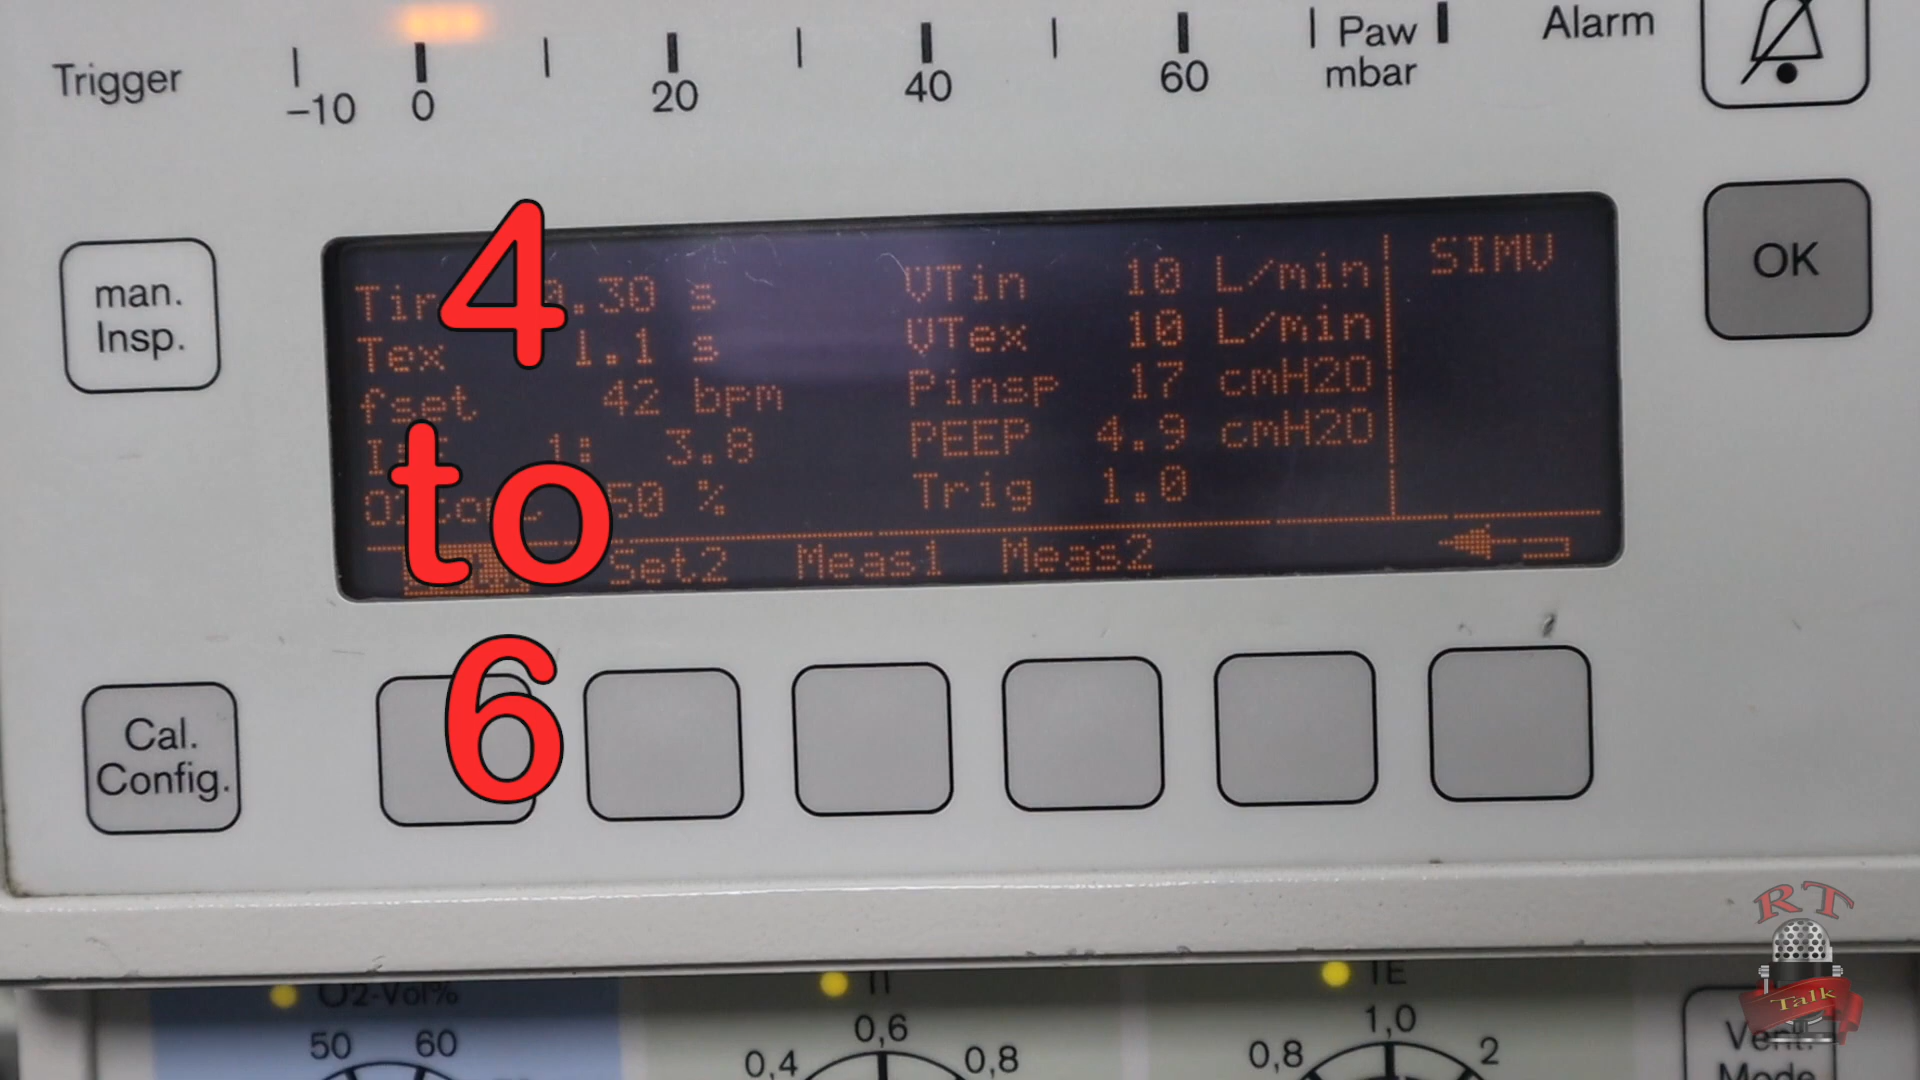 Trigger
–10 0 20 40 60
Paw
mbar
Alarm
man.
Insp.
OK
4
to
6
.30 s
Tex 1.1 s
fset 42 bpm
1: 3.8
50 %
VTin 10 L/min
VTex 10 L/min
Pinsp 17 cmH2O
PEEP 4.9 cmH2O
Trig 1.0
SIMV
Set2 Meas1 Meas2
Cal.
Config.
O2-Vol%
50 60
TI
0,4 0,6 0,8
TE
0,8 1,0 2
Vent.
Mode
RT
Talk